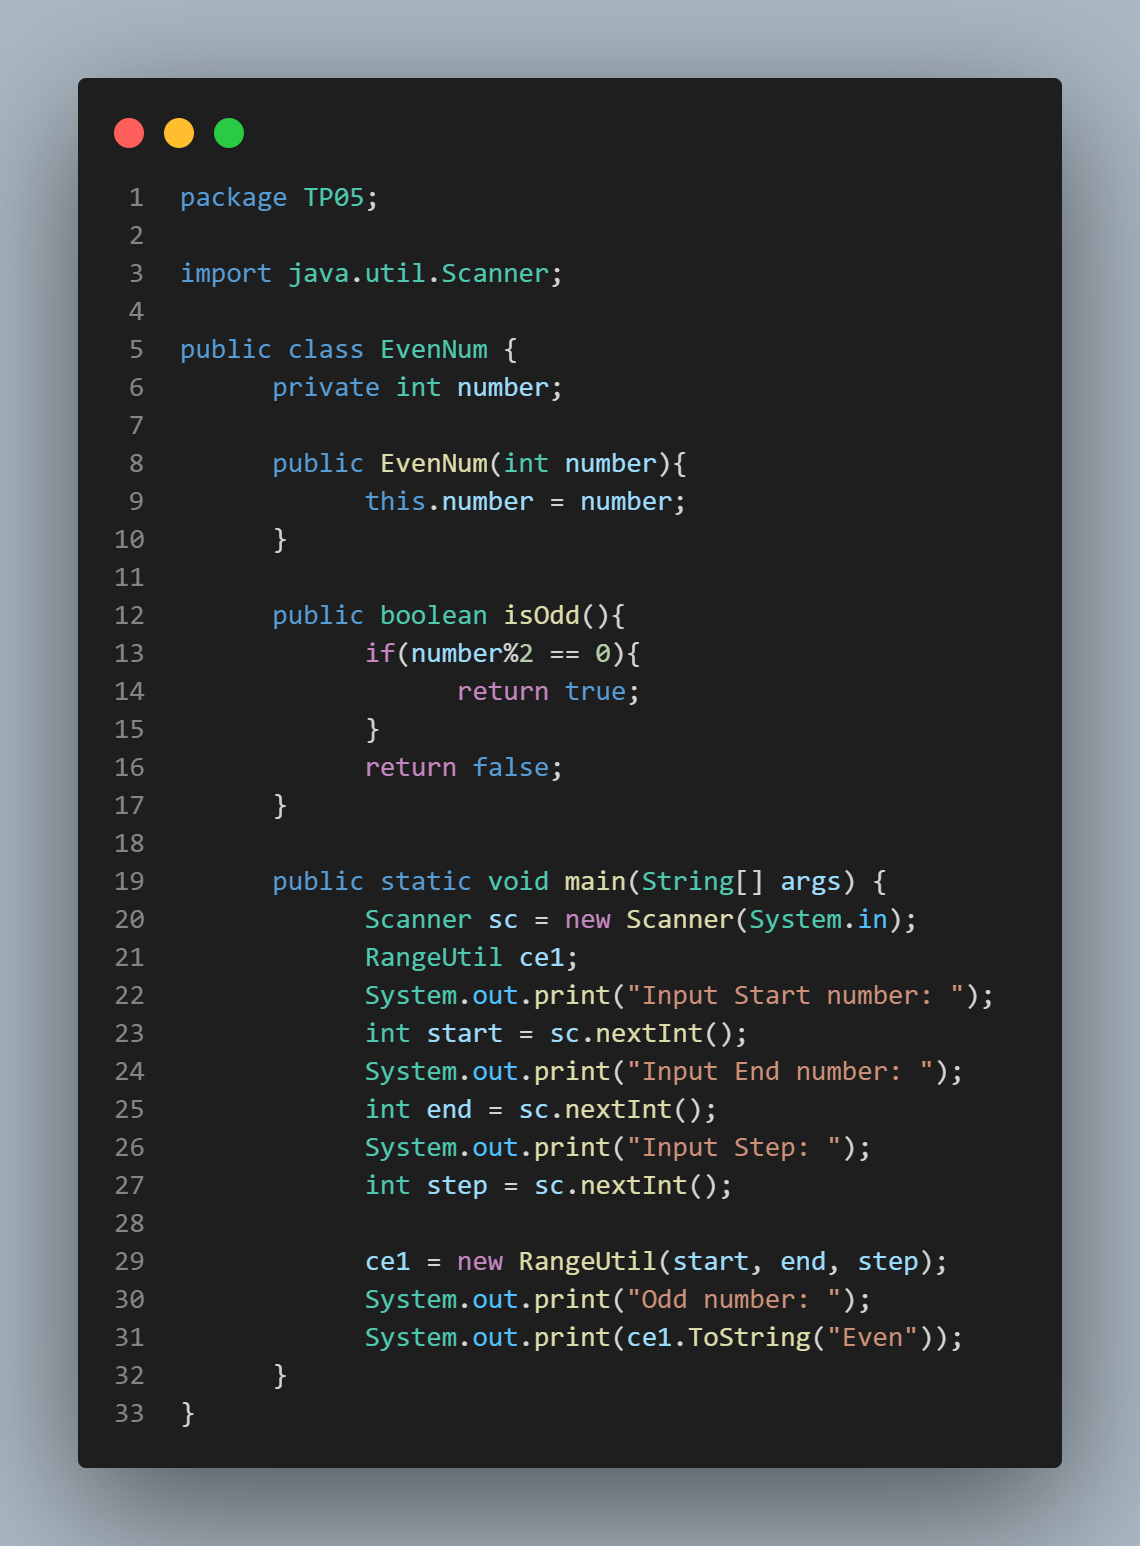 1 package TP05;
2
3 import java.util.Scanner;
4
5 public class EvenNum {
6       private int number;
7
8       public EvenNum(int number){
9             this.number = number;
10       }
11
12       public boolean isOdd(){
13             if(number%2 == 0){
14                   return true;
15             }
16             return false;
17       }
18
19       public static void main(String[] args) {
20             Scanner sc = new Scanner(System.in);
21             RangeUtil ce1;
22             System.out.print("Input Start number: ");
23             int start = sc.nextInt();
24             System.out.print("Input End number: ");
25             int end = sc.nextInt();
26             System.out.print("Input Step: ");
27             int step = sc.nextInt();
28
29             ce1 = new RangeUtil(start, end, step);
30             System.out.print("Odd number: ");
31             System.out.print(ce1.ToString("Even"));
32       }
33 }